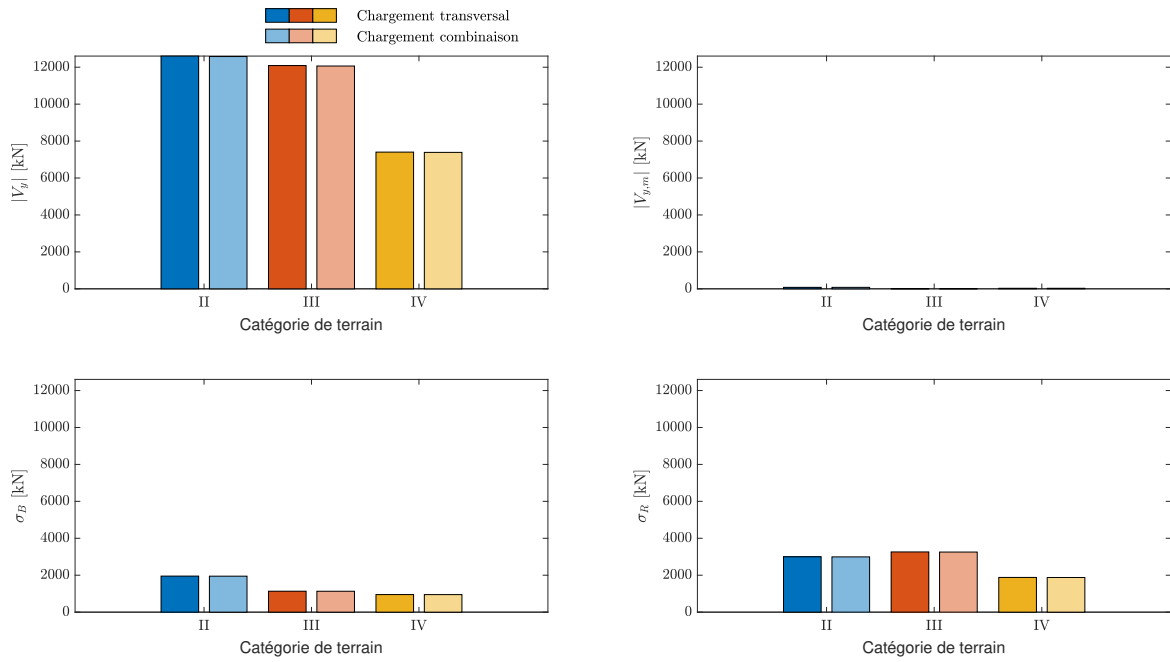 Chargement transversal
Chargement combinaison
|V_y| [kN]
12000
10000
8000
6000
4000
2000
0
II III IV
Catégorie de terrain
|V_{y,m}| [kN]
12000
10000
8000
6000
4000
2000
0
II III IV
Catégorie de terrain
σ_B [kN]
12000
10000
8000
6000
4000
2000
0
II III IV
Catégorie de terrain
σ_R [kN]
12000
10000
8000
6000
4000
2000
0
II III IV
Catégorie de terrain